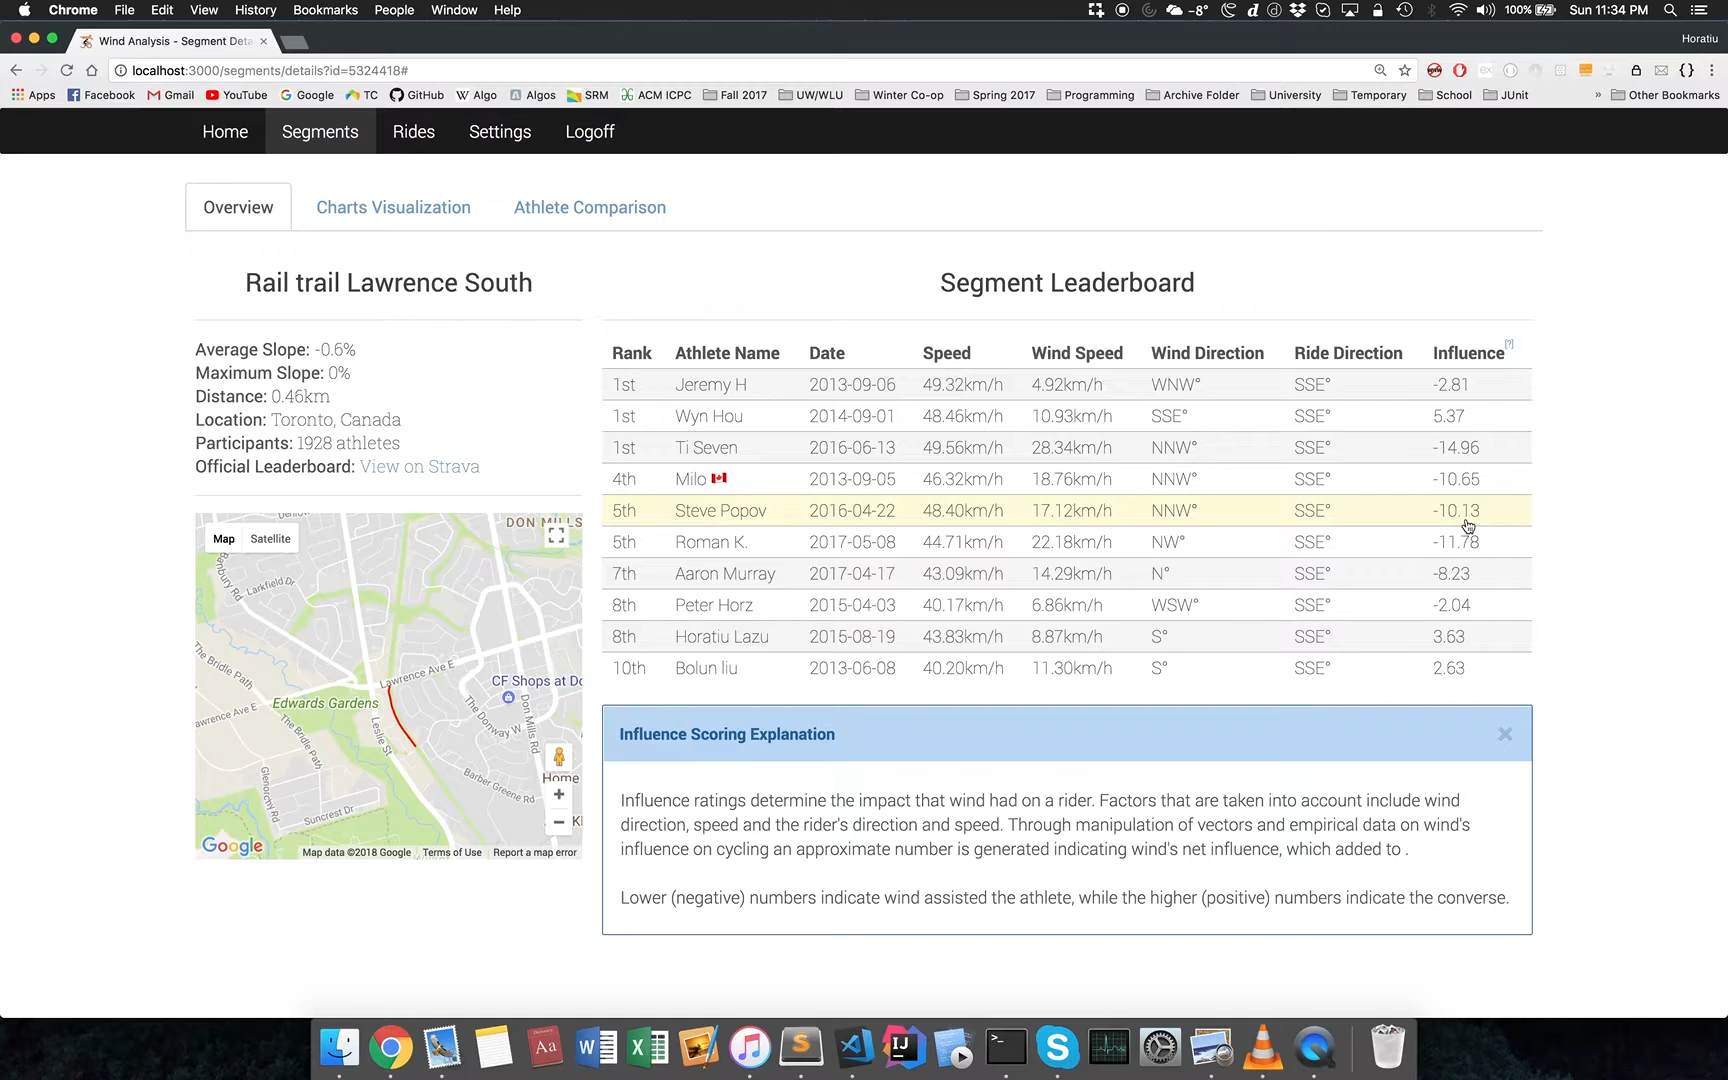 Chrome File Edit View History Bookmarks People Window Help -8° 100% Sun 11:34 PM
Wind Analysis - Segment Deta × Horatiu
localhost:3000/segments/details?id=5324418#
Apps Facebook Gmail YouTube Google TC GitHub Algo Algos SRM ACM ICPC Fall 2017 UW/WLU Winter Co-op Spring 2017 Programming Archive Folder University Temporary School JUnit » Other Bookmarks
Home Segments Rides Settings Logoff
Overview Charts Visualization Athlete Comparison
Rail trail Lawrence South
Average Slope: -0.6%
Maximum Slope: 0%
Distance: 0.46km
Location: Toronto, Canada
Participants: 1928 athletes
Official Leaderboard: View on Strava
Map Satellite
DON MILLS
Larkfield Dr
Lawrence Ave E
CF Shops at Do
Edwards Gardens
The Bridle Path
awrence Ave E
The Bridle Path
Leslie St
The Donway W
Don Mills Rd
Glenorchy Rd
Suncrest Dr
Barber Greene Rd
Home
Google Map data ©2018 Google Terms of Use Report a map error
Segment Leaderboard
Rank Athlete Name Date Speed Wind Speed Wind Direction Ride Direction Influence[?]
1st Jeremy H 2013-09-06 49.32km/h 4.92km/h WNW° SSE° -2.81
1st Wyn Hou 2014-09-01 48.46km/h 10.93km/h SSE° SSE° 5.37
1st Ti Seven 2016-06-13 49.56km/h 28.34km/h NNW° SSE° -14.96
4th Milo 2013-09-05 46.32km/h 18.76km/h NNW° SSE° -10.65
5th Steve Popov 2016-04-22 48.40km/h 17.12km/h NNW° SSE° -10.13
5th Roman K. 2017-05-08 44.71km/h 22.18km/h NW° SSE° -11.78
7th Aaron Murray 2017-04-17 43.09km/h 14.29km/h N° SSE° -8.23
8th Peter Horz 2015-04-03 40.17km/h 6.86km/h WSW° SSE° -2.04
8th Horatiu Lazu 2015-08-19 43.83km/h 8.87km/h S° SSE° 3.63
10th Bolun liu 2013-06-08 40.20km/h 11.30km/h S° SSE° 2.63
Influence Scoring Explanation ×
Influence ratings determine the impact that wind had on a rider. Factors that are taken into account include wind
direction, speed and the rider's direction and speed. Through manipulation of vectors and empirical data on wind's
influence on cycling an approximate number is generated indicating wind's net influence, which added to .
Lower (negative) numbers indicate wind assisted the athlete, while the higher (positive) numbers indicate the converse.